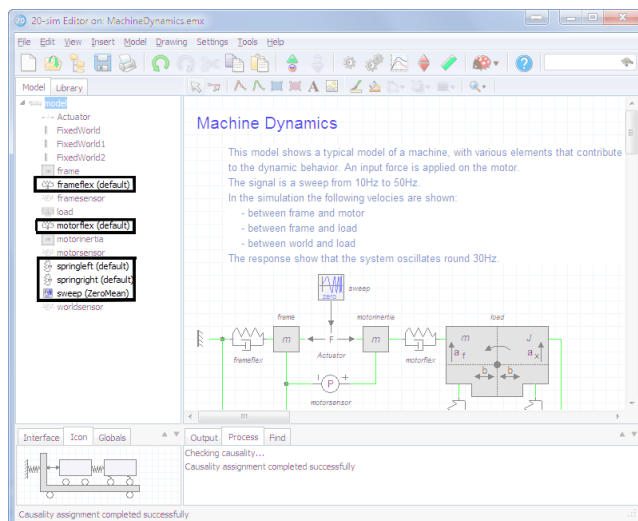 20-sim Editor on: MachineDynamics.emx
File Edit View Insert Model Drawing Settings Tools Help
Model Library
model
Actuator
FixedWorld
FixedWorld1
FixedWorld2
frame
frameflex (default)
framesensor
load
motorflex (default)
motorinertia
motorsensor
springleft (default)
springright (default)
sweep (ZeroMean)
worldsensor
Machine Dynamics
This model shows a typical model of a machine, with various elements that contribute
to the dynamic behavior. An input force is applied on the motor.
The signal is a sweep from 10Hz to 50Hz.
In the simulation the following velocies are shown:
- between frame and motor
- between frame and load
- between world and load
The response show that the system oscillates round 30Hz.
zero
sweep
frame
motorinertia
load
m
F
m
m
J
a f
a x
b
b
frameflex
Actuator
motorflex
P
motorsensor
Interface Icon Globals
Output Process Find
Checking causality...
Causality assignment completed successfully
Causality assignment completed successfully